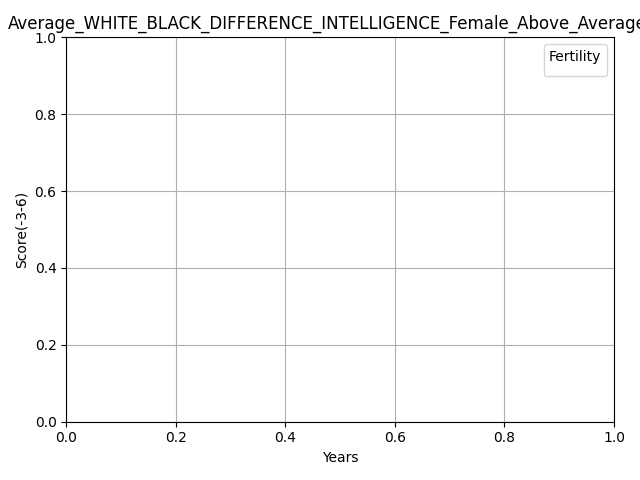 Average_WHITE_BLACK_DIFFERENCE_INTELLIGENCE_Female_Above_Average
Fertility
Score(-3-6)
1.0
0.8
0.6
0.4
0.2
0.0
0.0 0.2 0.4 0.6 0.8 1.0
Years